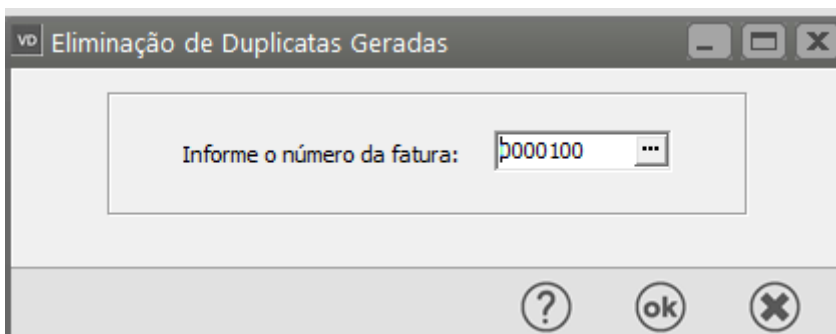 VD Eliminação de Duplicatas Geradas
Informe o número da fatura: 0000100 ...
? ok